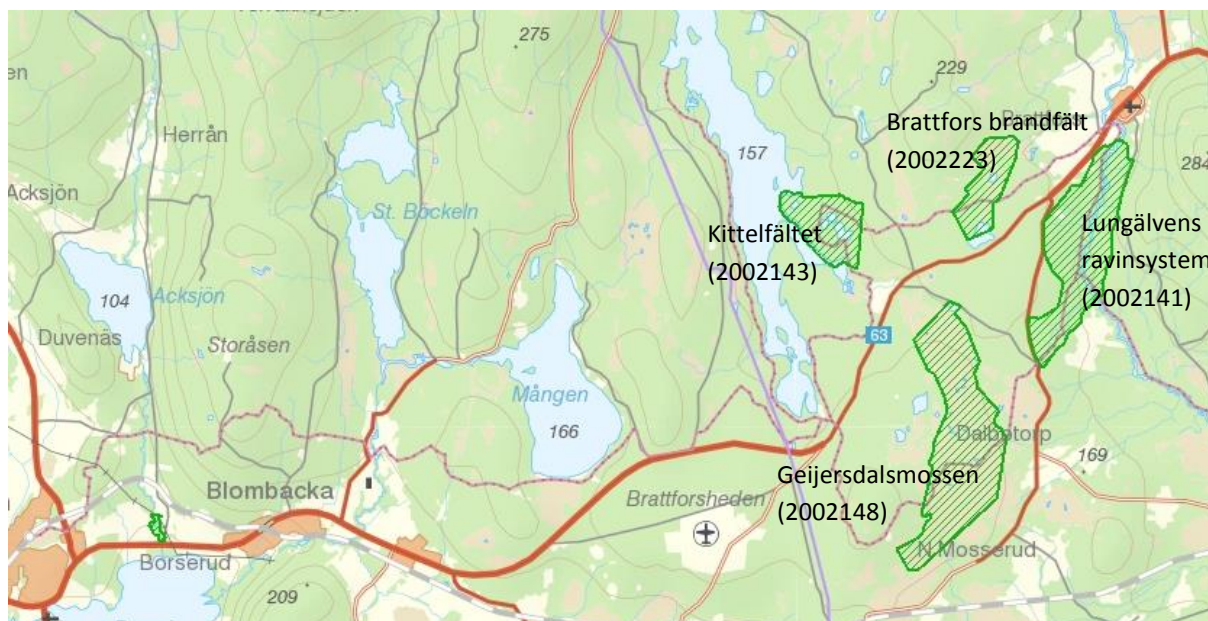 275
229
Herrån
Brattfors brandfält
(2002223)
284
157
Acksjön
St. Böckeln
Kittelfältet
(2002143)
Lungälvens
ravinsystem
(2002141)
Acksjön
104
Duvenäs
Storåsen
63
Mången
166
Dalbotorp
169
Geijersdalsmossen
(2002148)
Blombacka
Brattforsheden
N Mosserud
Borserud
209